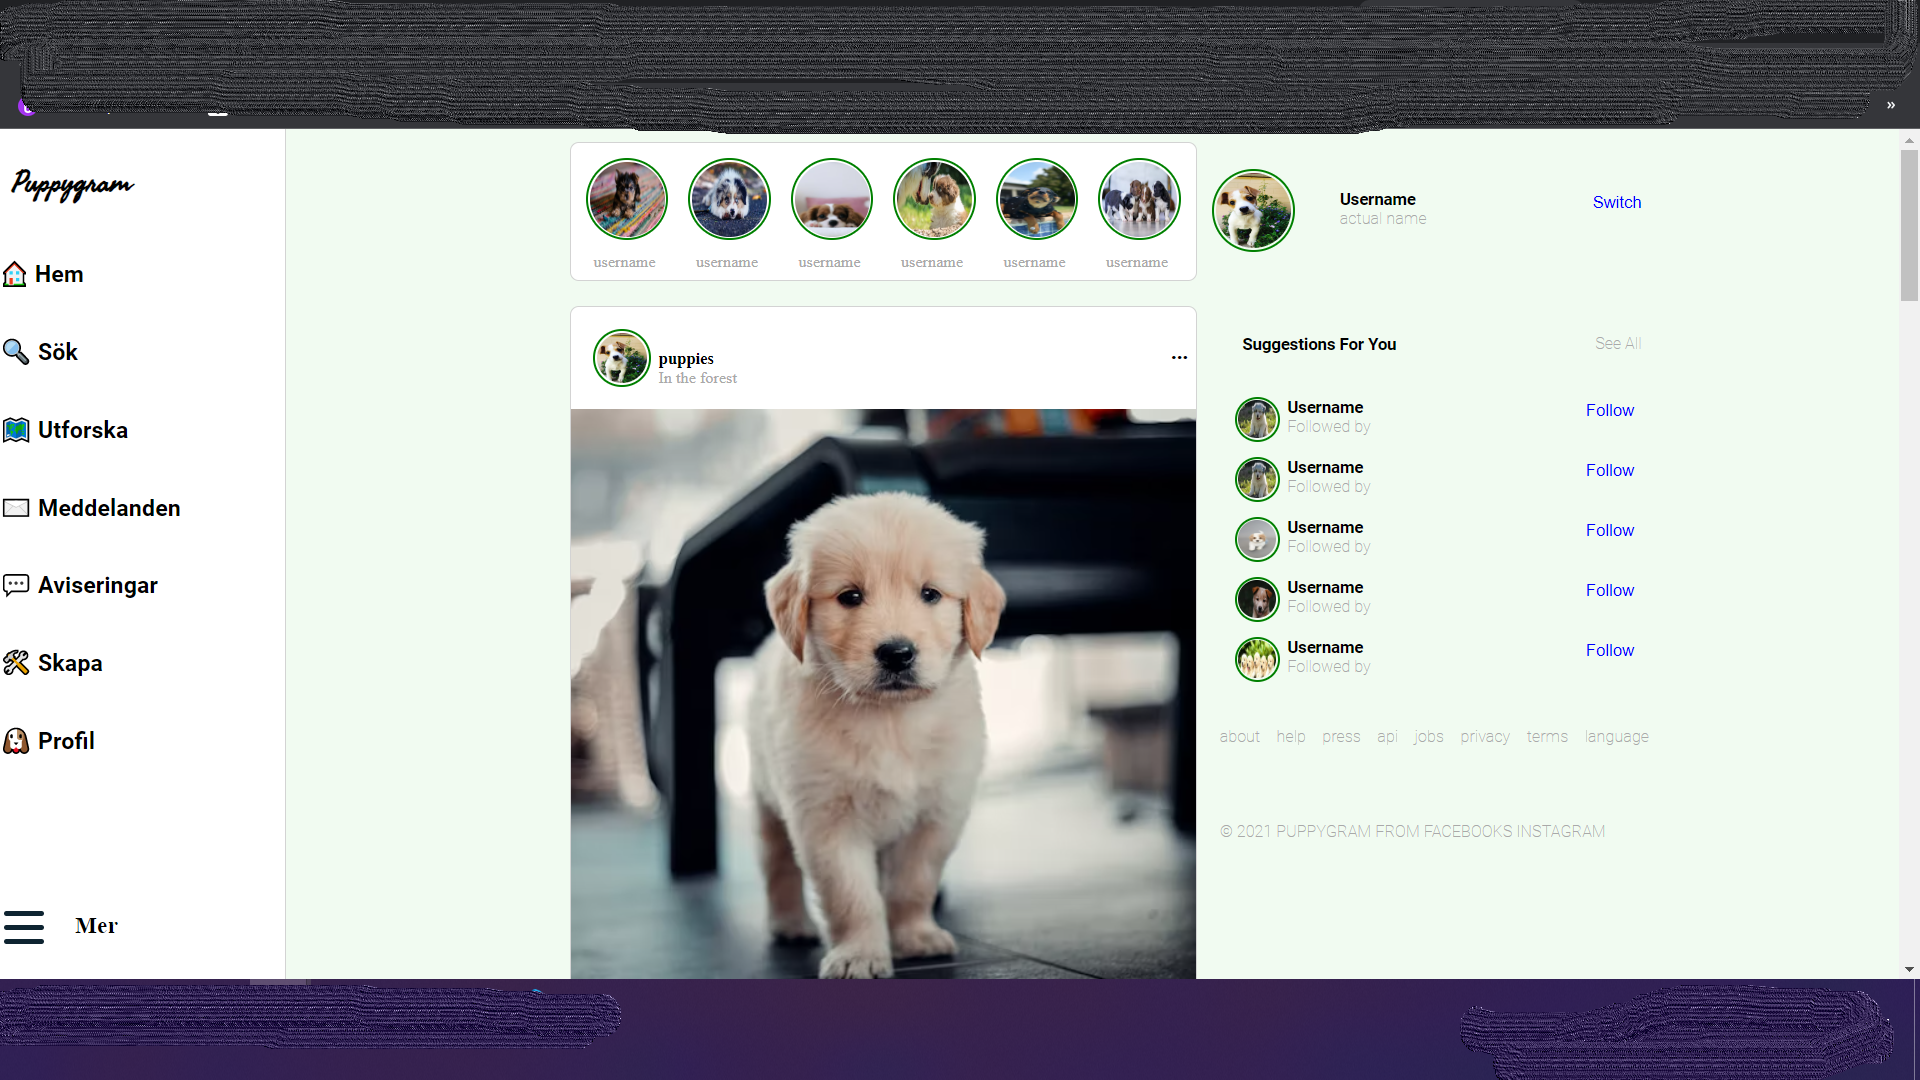 »
Puppygram
Hem
Sök
Utforska
Meddelanden
Aviseringar
Skapa
Profil
Mer
username username username username username username
puppies
In the forest
Username
actual name
Switch
Suggestions For You See All
Username
Followed by
Follow
Username
Followed by
Follow
Username
Followed by
Follow
Username
Followed by
Follow
Username
Followed by
Follow
about help press api jobs privacy terms language
© 2021 PUPPYGRAM FROM FACEBOOKS INSTAGRAM